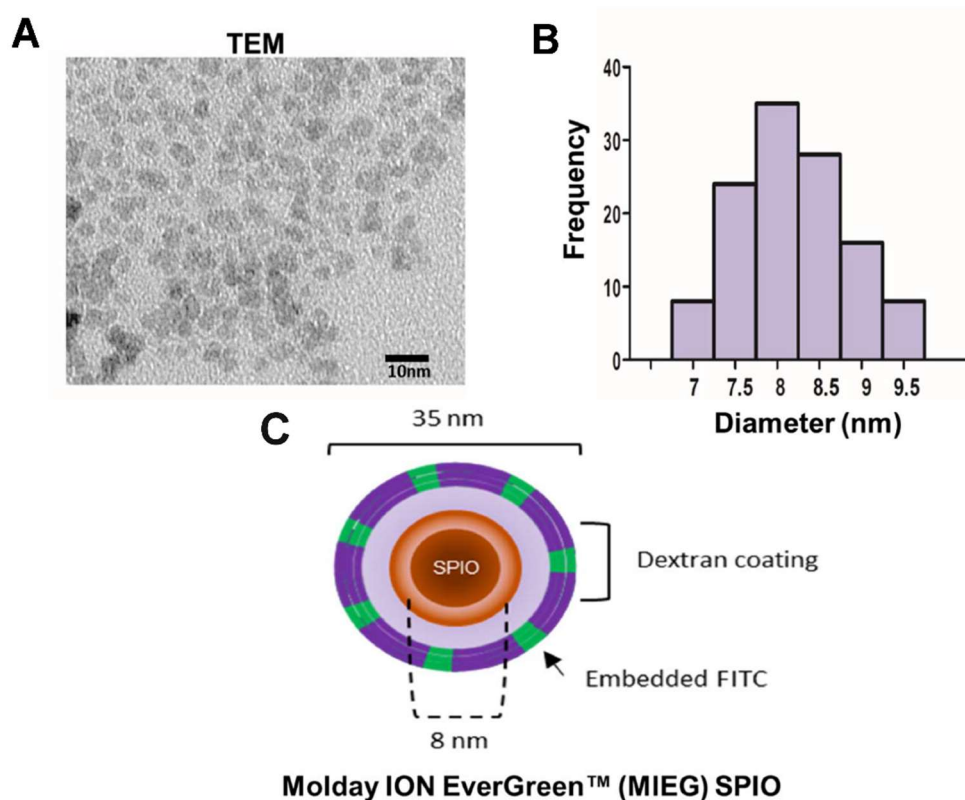 A
TEM
10nm
B
40
30
20
10
0
Frequency
7 7.5 8 8.5 9 9.5
Diameter (nm)
C
35 nm
SPIO
Dextran coating
Embedded FITC
8 nm
Molday ION EverGreen™ (MIEG) SPIO